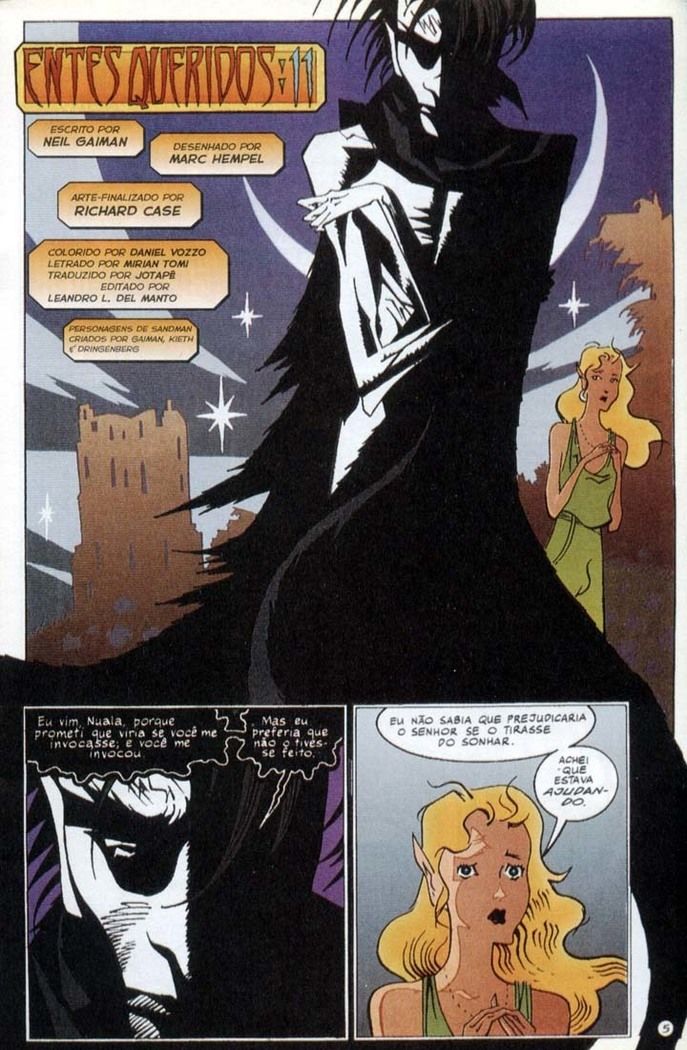 ENTES QUERIDOS:11
ESCRITO POR
NEIL GAIMAN
DESENHADO POR
MARC HEMPEL
ARTE-FINALIZADO POR
RICHARD CASE
COLORIDO POR DANIEL VOZZO
LETRADO POR MIRIAN TOMI
TRADUZIDO POR JOTAPÊ
EDITADO POR
LEANDRO L. DEL MANTO
PERSONAGENS DE SANDMAN
CRIADOS POR GAIMAN, KIETH
E DRINGENBERG
Eu vim, Nuala, porque
prometi que viria se você me
invocasse; e você me
invocou.
Mas eu
preferia que
não o tives-
se feito.
EU NÃO SABIA QUE PREJUDICARIA
O SENHOR SE O TIRASSE
DO SONHAR.
ACHEI
QUE
ESTAVA
AJUDAN-
DO.
5